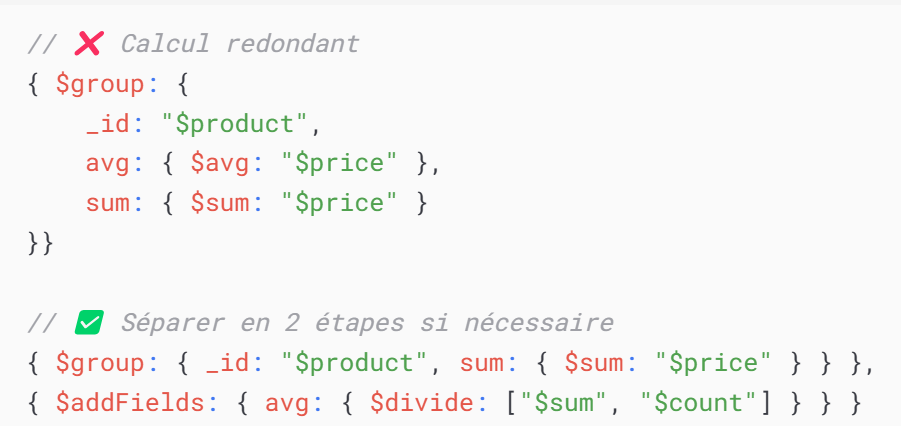 // ❌ Calcul redondant
{ $group: {
    _id: "$product",
    avg: { $avg: "$price" },
    sum: { $sum: "$price" }
}}

// ✅ Séparer en 2 étapes si nécessaire
{ $group: { _id: "$product", sum: { $sum: "$price" } } },
{ $addFields: { avg: { $divide: ["$sum", "$count"] } } }